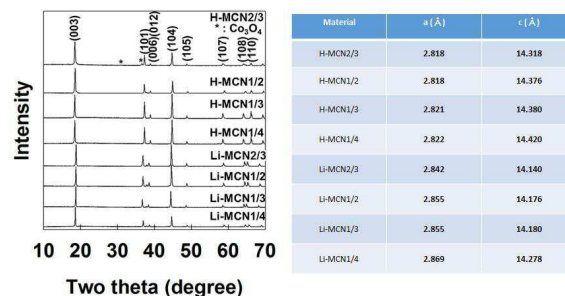 H-MCN2/3
* : Co3O4
(003)
(101)
(006)(012)
(104)
(105)
(107)
(108)
(110)
*
*
H-MCN1/2
H-MCN1/3
H-MCN1/4
Li-MCN2/3
Li-MCN1/2
Li-MCN1/3
Li-MCN1/4
Intensity
10 20 30 40 50 60 70
Two theta (degree)
Material a ( Å ) c ( Å )
H-MCN2/3 2.818 14.318
H-MCN1/2 2.818 14.376
H-MCN1/3 2.821 14.380
H-MCN1/4 2.822 14.420
Li-MCN2/3 2.842 14.140
Li-MCN1/2 2.855 14.176
Li-MCN1/3 2.855 14.180
Li-MCN1/4 2.869 14.278